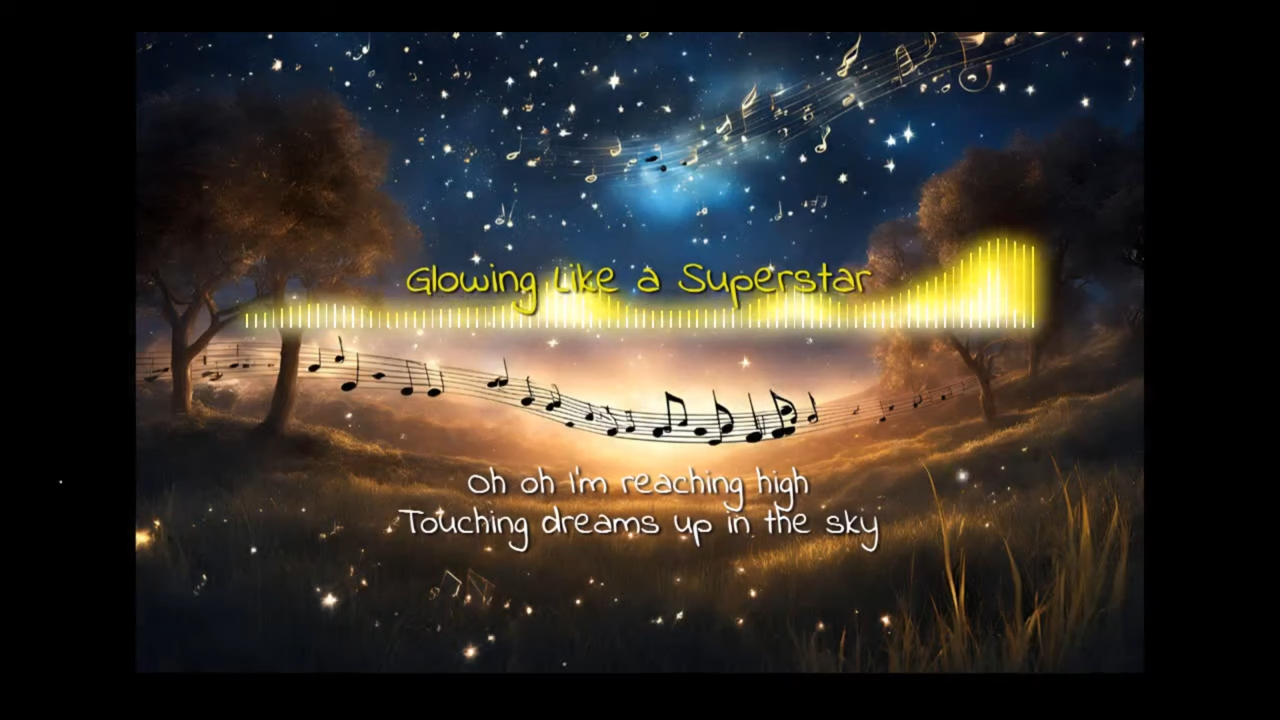 Glowing Like a Superstar
Oh oh I'm reaching high
Touching dreams up in the sky